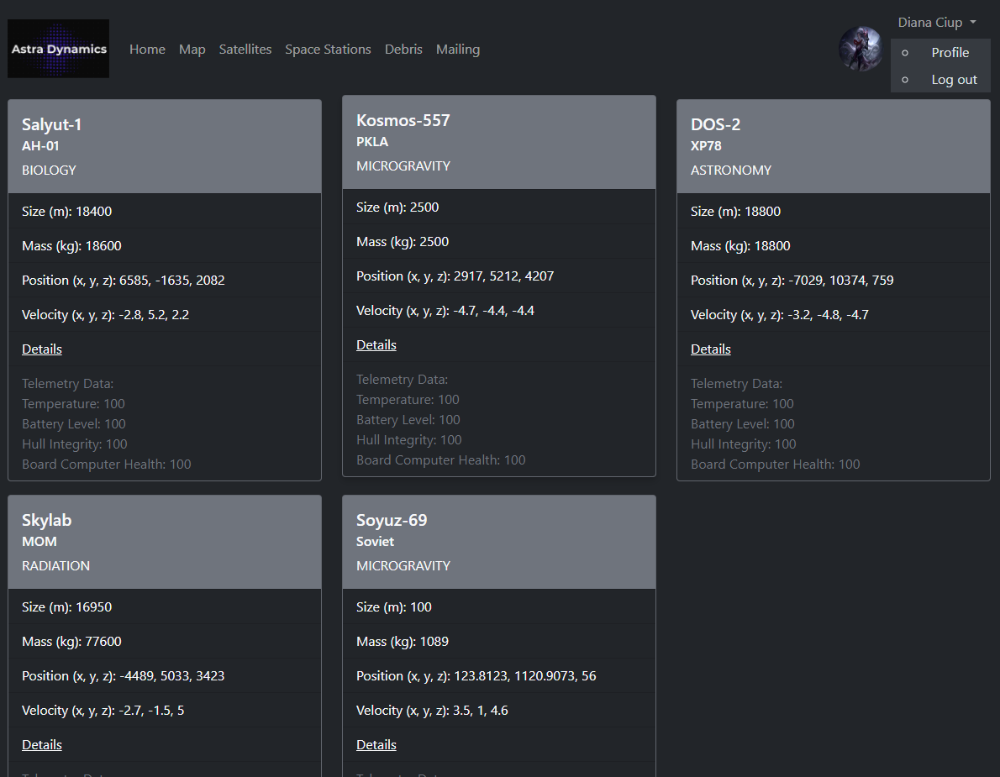 Astra Dynamics
Home
Map
Satellites
Space Stations
Debris
Mailing
Diana Ciup
Profile
Log out
Salyut-1
AH-01
BIOLOGY
Size (m): 18400
Mass (kg): 18600
Position (x, y, z): 6585, -1635, 2082
Velocity (x, y, z): -2.8, 5.2, 2.2
Details
Telemetry Data:
Temperature: 100
Battery Level: 100
Hull Integrity: 100
Board Computer Health: 100
Kosmos-557
PKLA
MICROGRAVITY
Size (m): 2500
Mass (kg): 2500
Position (x, y, z): 2917, 5212, 4207
Velocity (x, y, z): -4.7, -4.4, -4.4
Details
Telemetry Data:
Temperature: 100
Battery Level: 100
Hull Integrity: 100
Board Computer Health: 100
DOS-2
XP78
ASTRONOMY
Size (m): 18800
Mass (kg): 18800
Position (x, y, z): -7029, 10374, 759
Velocity (x, y, z): -3.2, -4.8, -4.7
Details
Telemetry Data:
Temperature: 100
Battery Level: 100
Hull Integrity: 100
Board Computer Health: 100
Skylab
MOM
RADIATION
Size (m): 16950
Mass (kg): 77600
Position (x, y, z): -4489, 5033, 3423
Velocity (x, y, z): -2.7, -1.5, 5
Details
Soyuz-69
Soviet
MICROGRAVITY
Size (m): 100
Mass (kg): 1089
Position (x, y, z): 123.8123, 1120.9073, 56
Velocity (x, y, z): 3.5, 1, 4.6
Details